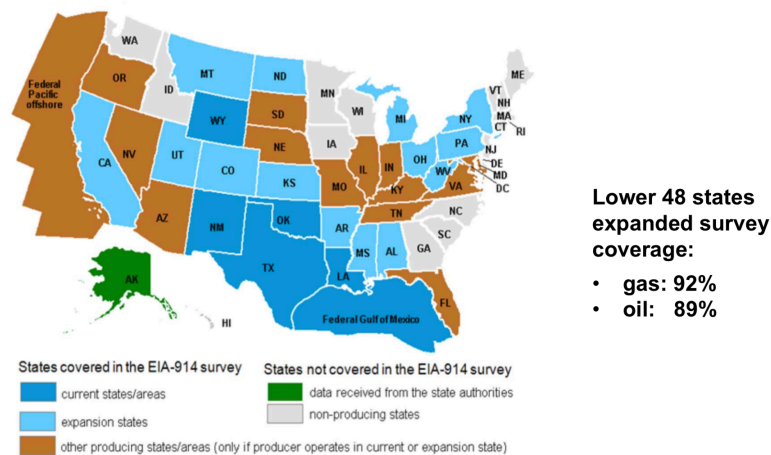 WA
ME
MT
ND
VT
OR
MN
NH
Federal
Pacific
offshore
ID
WI
NY
MA
SD
MI
CT
RI
WY
PA
IA
NJ
NE
OH
DE
NV
IL
IN
MD
UT
WV
CA
CO
VA
DC
KS
MO
KY
NC
TN
AZ
OK
NM
AR
SC
MS
AL
GA
TX
LA
AK
FL
HI
Federal Gulf of Mexico
Lower 48 states
expanded survey
coverage:
• gas: 92%
• oil: 89%
States covered in the EIA-914 survey
current states/areas
expansion states
other producing states/areas (only if producer operates in current or expansion state)
States not covered in the EIA-914 survey
data received from the state authorities
non-producing states